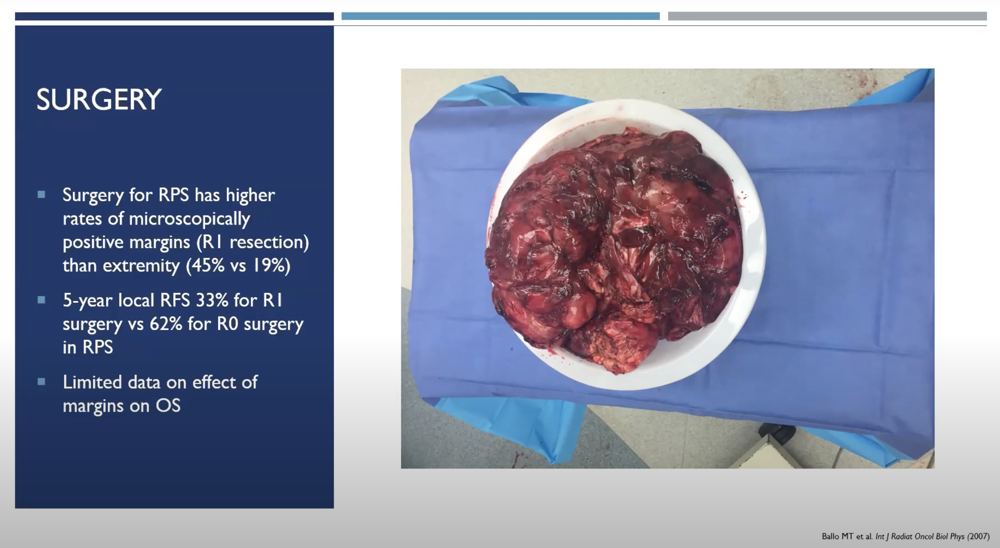 SURGERY
Surgery for RPS has higher
rates of microscopically
positive margins (R1 resection)
than extremity (45% vs 19%)
5-year local RFS 33% for R1
surgery vs 62% for R0 surgery
in RPS
Limited data on effect of
margins on OS
Ballo MT et al. Int J Radiat Oncol Biol Phys (2007)